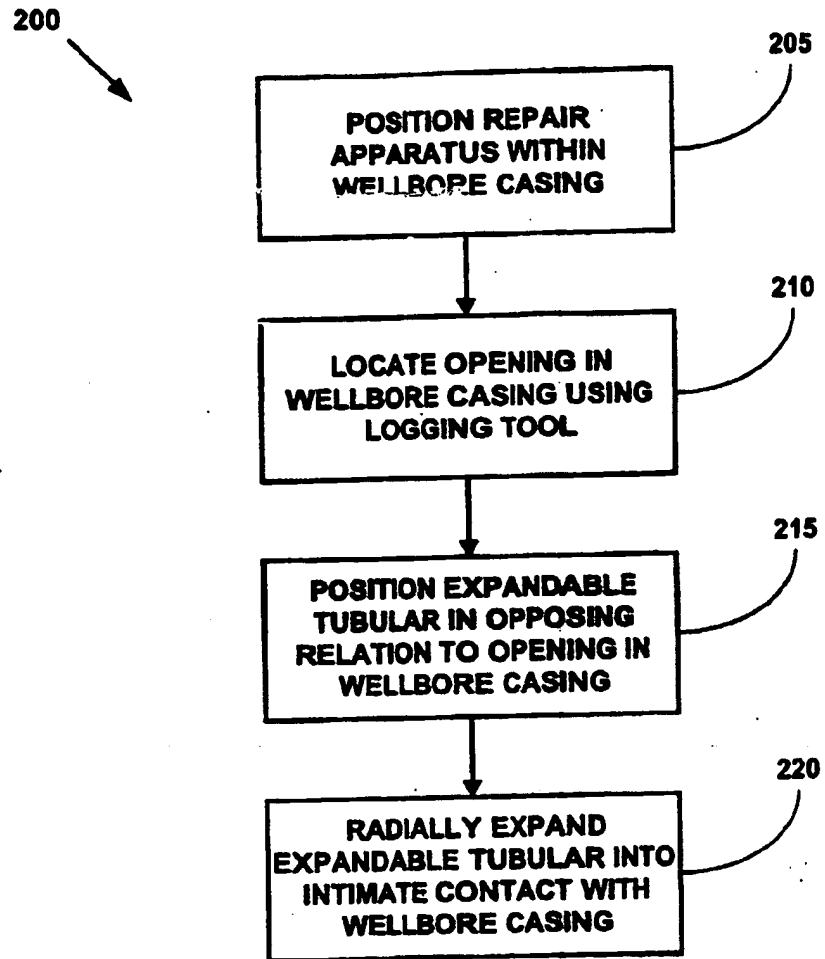 200
205
POSITION REPAIR
APPARATUS WITHIN
WELLBORE CASING
210
LOCATE OPENING IN
WELLBORE CASING USING
LOGGING TOOL
215
POSITION EXPANDABLE
TUBULAR IN OPPOSING
RELATION TO OPENING IN
WELLBORE CASING
220
RADIALLY EXPAND
EXPANDABLE TUBULAR INTO
INTIMATE CONTACT WITH
WELLBORE CASING